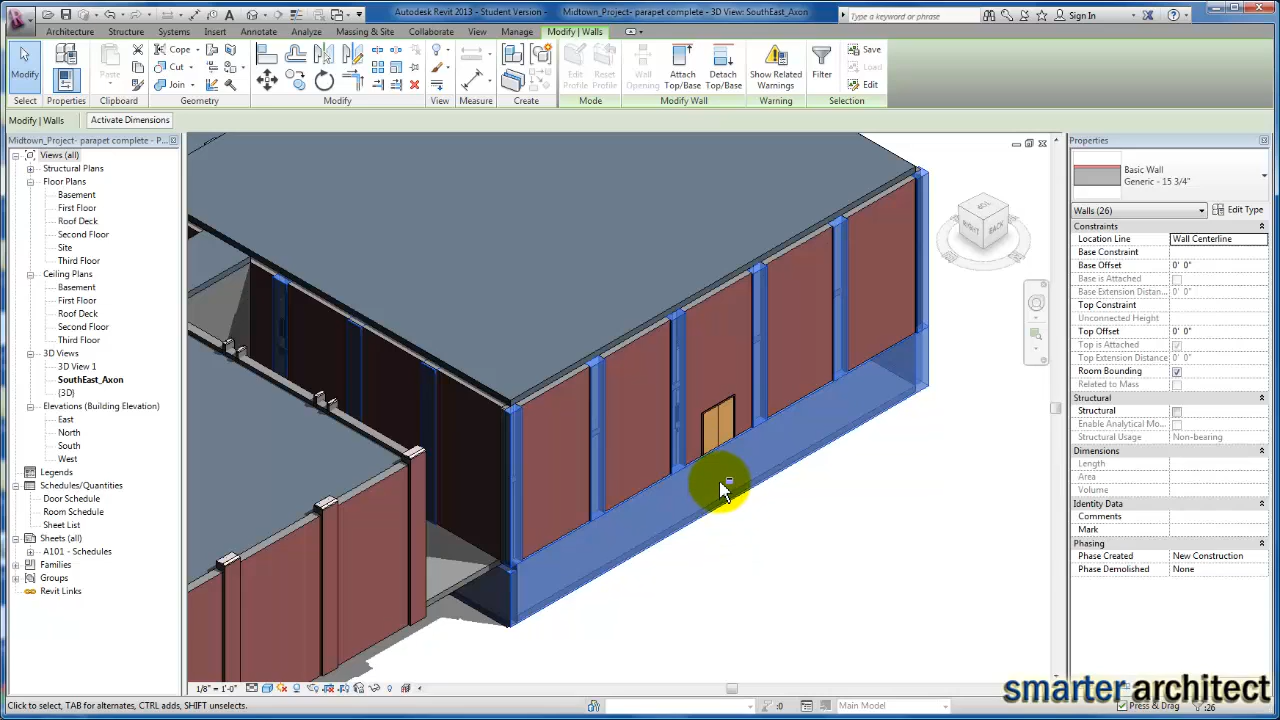 Autodesk Revit 2013 - Student Version - Midtown_Project- parapet complete - 3D View: SouthEast_Axon
Type a keyword or phrase
Sign In
Architecture Structure Systems Insert Annotate Analyze Massing & Site Collaborate View Manage Modify | Walls
Modify
Paste
Cope
Cut
Join
Edit Profile
Reset Profile
Wall Opening
Attach Top/Base
Detach Top/Base
Show Related Warnings
Filter
Save
Load
Edit
Select Properties Clipboard Geometry Modify View Measure Create Mode Modify Wall Warning Selection
Modify | Walls
Activate Dimensions
Midtown_Project- parapet complete - P...
Views (all)
Structural Plans
Floor Plans
Basement
First Floor
Roof Deck
Second Floor
Site
Third Floor
Ceiling Plans
Basement
First Floor
Roof Deck
Second Floor
Third Floor
3D Views
3D View 1
SouthEast_Axon
{3D}
Elevations (Building Elevation)
East
North
South
West
Legends
Schedules/Quantities
Door Schedule
Room Schedule
Sheet List
Sheets (all)
A101 - Schedules
Families
Groups
Revit Links
RIGHT
BACK
Properties
Basic Wall
Generic - 15 3/4"
Walls (26)
Edit Type
Constraints
Location Line Wall Centerline
Base Constraint
Base Offset 0' 0"
Base is Attached
Base Extension Distan... 0' 0"
Top Constraint
Unconnected Height
Top Offset 0' 0"
Top is Attached
Top Extension Distanc... 0' 0"
Room Bounding
Related to Mass
Structural
Structural
Enable Analytical Mo...
Structural Usage Non-bearing
Dimensions
Length
Area
Volume
Identity Data
Comments
Mark
Phasing
Phase Created New Construction
Phase Demolished None
1/8" = 1'-0"
Click to select, TAB for alternates, CTRL adds, SHIFT unselects.
:0
Main Model
Press & Drag
:26
smarter architect